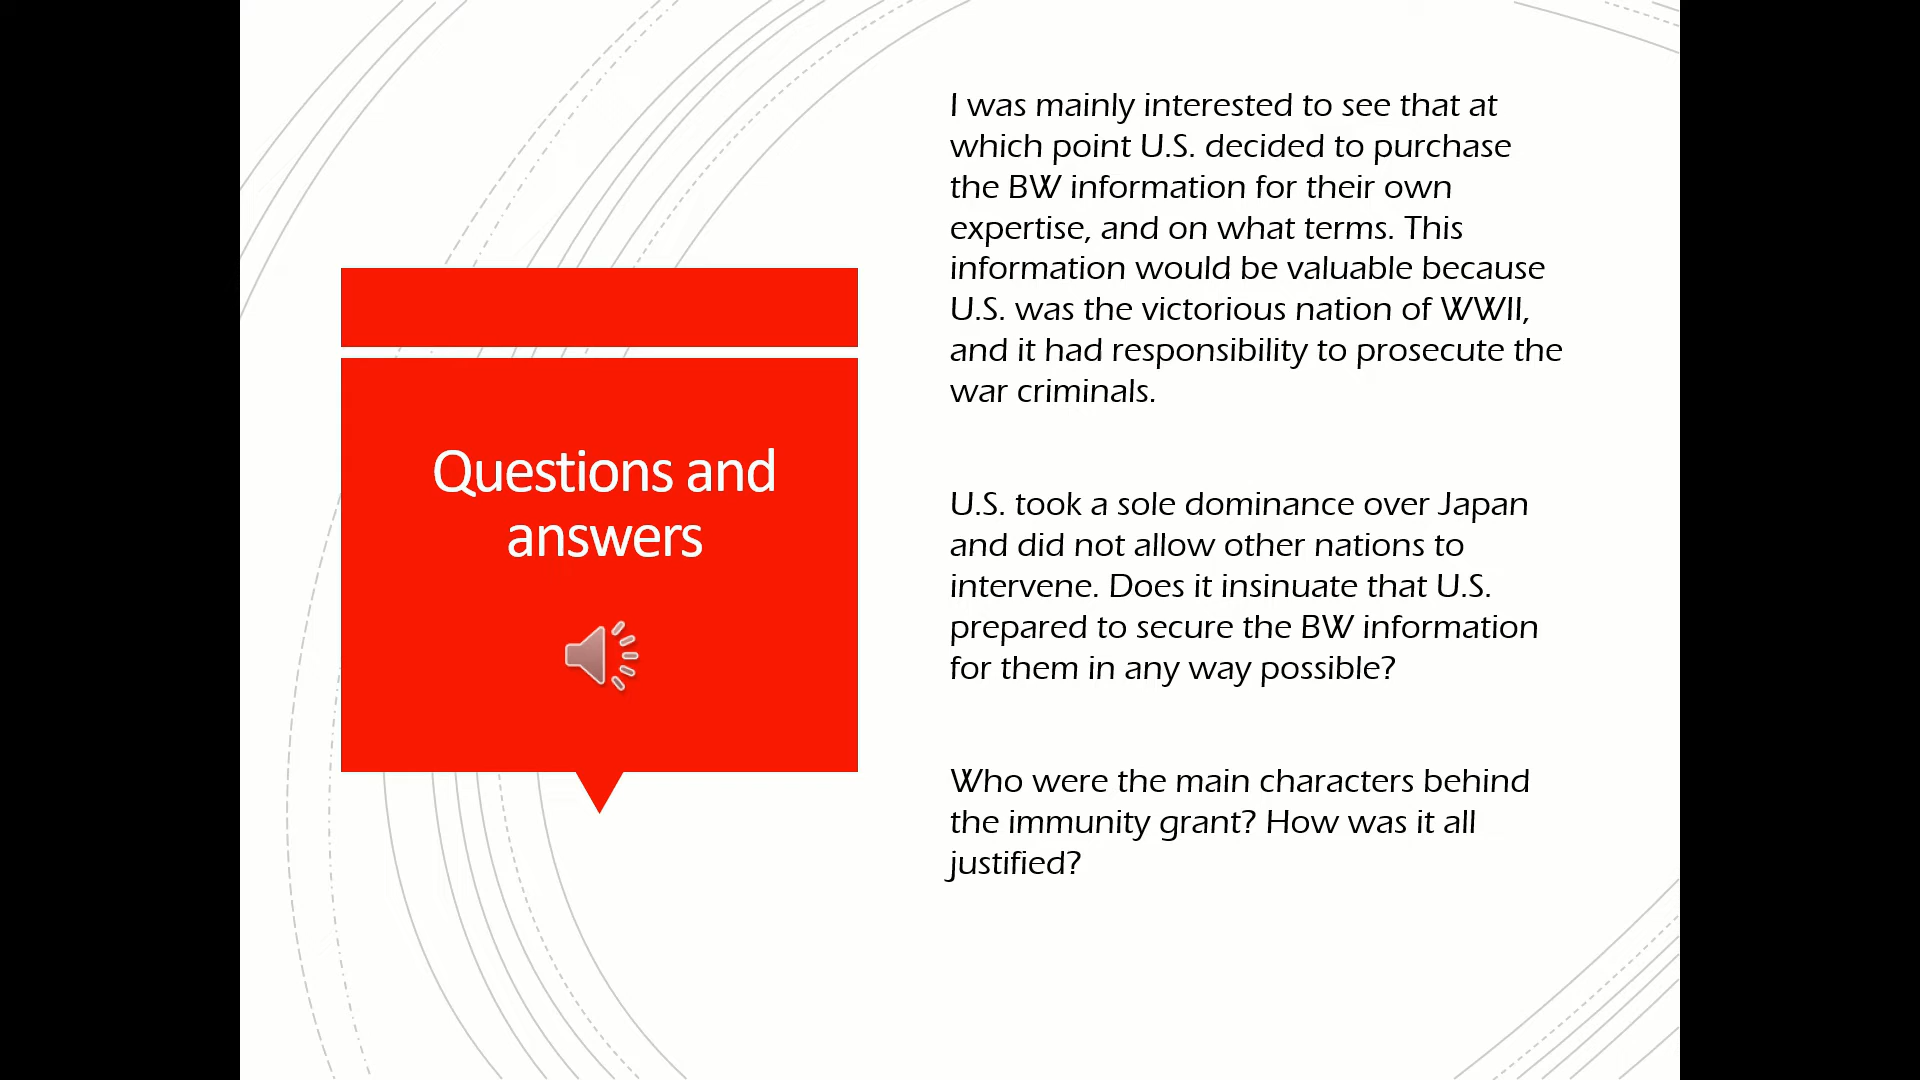 Questions and
answers
I was mainly interested to see that at
which point U.S. decided to purchase
the BW information for their own
expertise, and on what terms. This
information would be valuable because
U.S. was the victorious nation of WWII,
and it had responsibility to prosecute the
war criminals.
U.S. took a sole dominance over Japan
and did not allow other nations to
intervene. Does it insinuate that U.S.
prepared to secure the BW information
for them in any way possible?
Who were the main characters behind
the immunity grant? How was it all
justified?